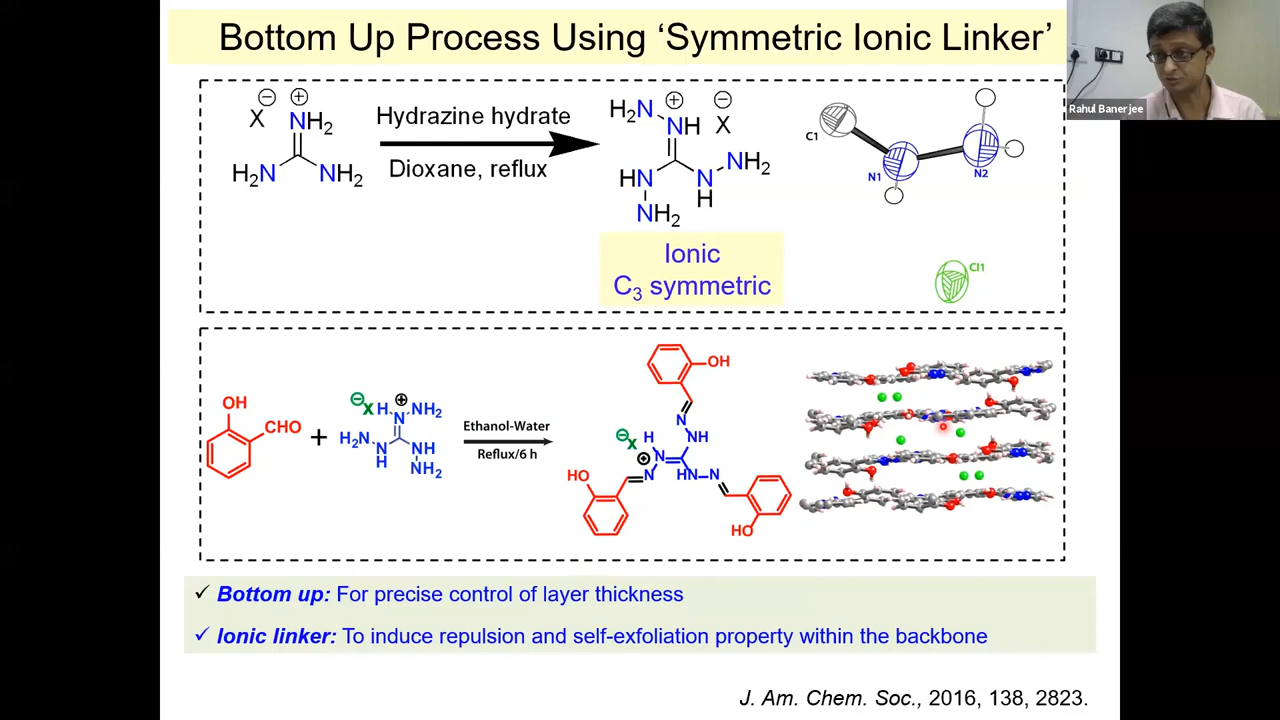 Bottom Up Process Using ‘Symmetric Ionic Linker’
Rahul Banerjee
X⊖ ⊕
NH2
H2N NH2
Hydrazine hydrate
Dioxane, reflux
H2N ⊕ ⊖
NH X
NH2
HN N
H
NH2
C1
N1
N2
Cl1
Ionic
C3 symmetric
OH
CHO
+
⊖ ⊕
X H NH2
N
H2N
N NH
H
NH2
Ethanol-Water
Reflux/6 h
OH
N
NH
⊖ X H
⊕ N
HO N
HN N
HO
✓ Bottom up: For precise control of layer thickness
✓ Ionic linker: To induce repulsion and self-exfoliation property within the backbone
J. Am. Chem. Soc., 2016, 138, 2823.